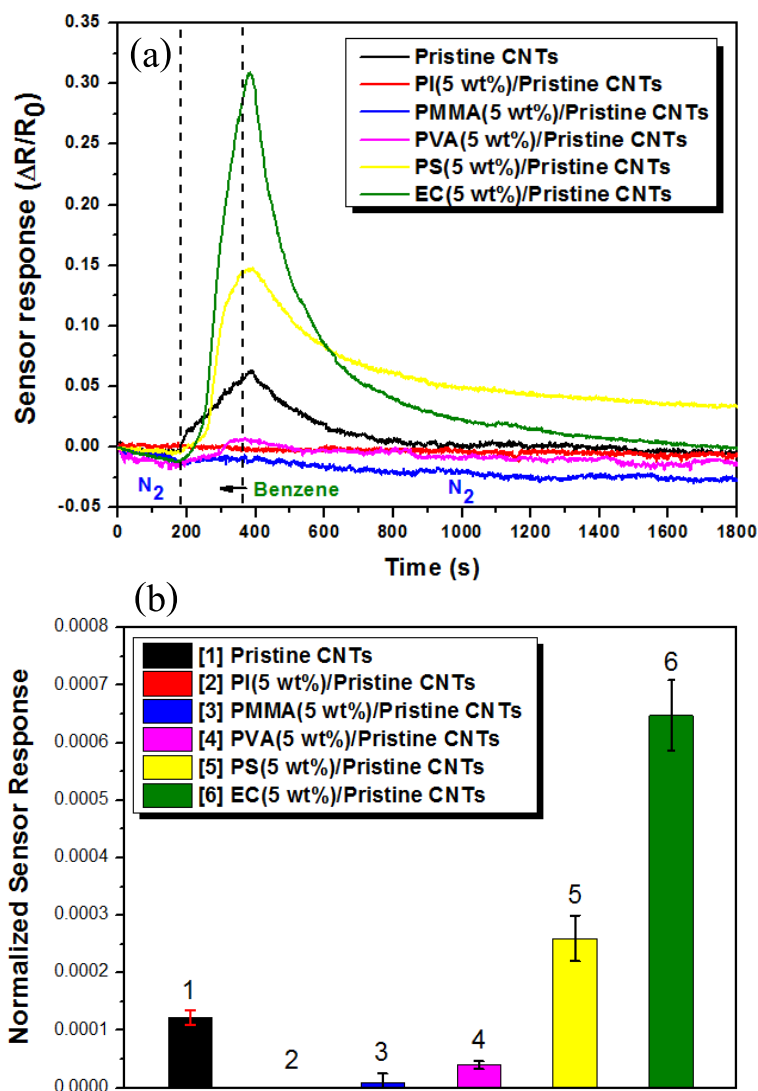 (a)
0.35
0.30
0.25
0.20
0.15
0.10
0.05
0.00
-0.05
Sensor response (ΔR/R0)
Pristine CNTs
PI(5 wt%)/Pristine CNTs
PMMA(5 wt%)/Pristine CNTs
PVA(5 wt%)/Pristine CNTs
PS(5 wt%)/Pristine CNTs
EC(5 wt%)/Pristine CNTs
N2 Benzene N2
0 200 400 600 800 1000 1200 1400 1600 1800
Time (s)
(b)
0.0008
0.0007
0.0006
0.0005
0.0004
0.0003
0.0002
0.0001
0.0000
Normalized Sensor Response
[1] Pristine CNTs
[2] PI(5 wt%)/Pristine CNTs
[3] PMMA(5 wt%)/Pristine CNTs
[4] PVA(5 wt%)/Pristine CNTs
[5] PS(5 wt%)/Pristine CNTs
[6] EC(5 wt%)/Pristine CNTs
1
2
3
4
5
6